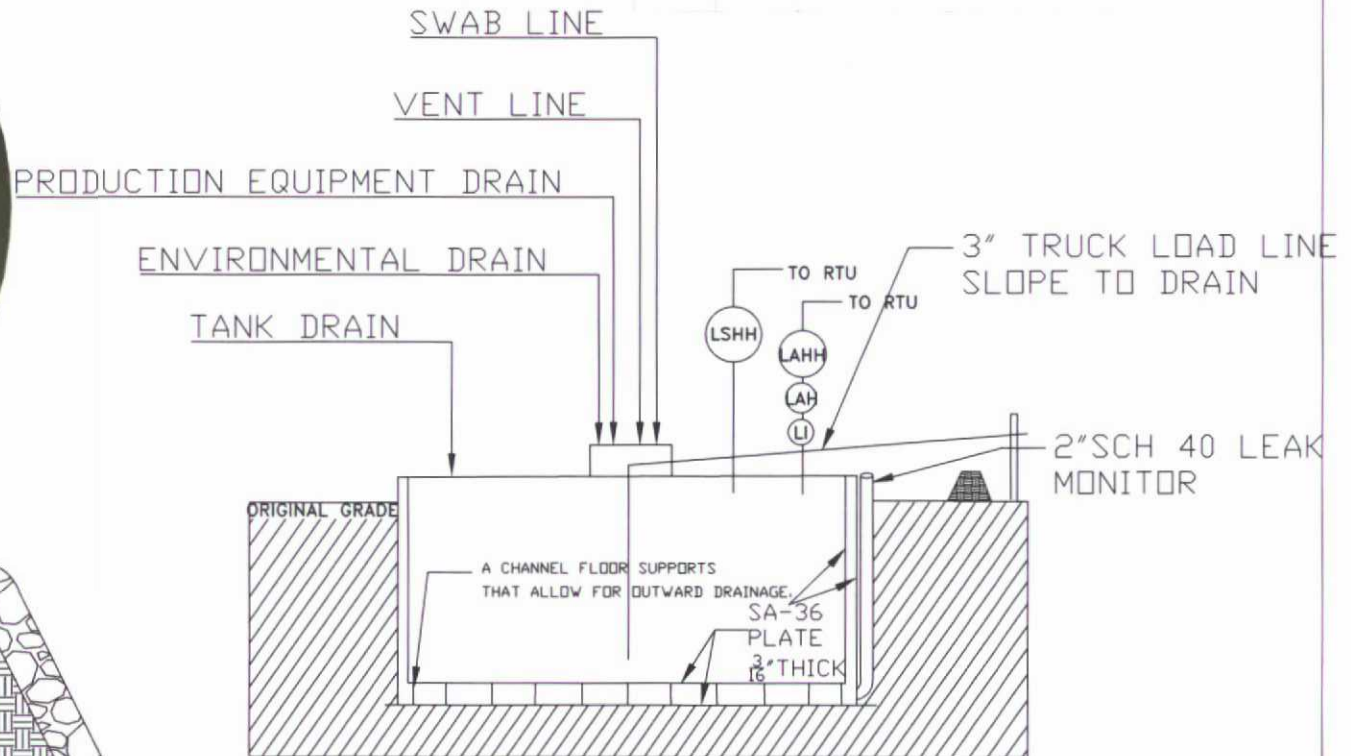 SWAB LINE
VENT LINE
PRODUCTION EQUIPMENT DRAIN
ENVIRONMENTAL DRAIN
TANK DRAIN
3" TRUCK LOAD LINE
SLOPE TO DRAIN
TO RTU
TO RTU
LSHH
LAHH
LAH
LI
2"SCH 40 LEAK
MONITOR
ORIGINAL GRADE
A CHANNEL FLOOR SUPPORTS
THAT ALLOW FOR OUTWARD DRAINAGE.
SA-36
PLATE
3/16"THICK